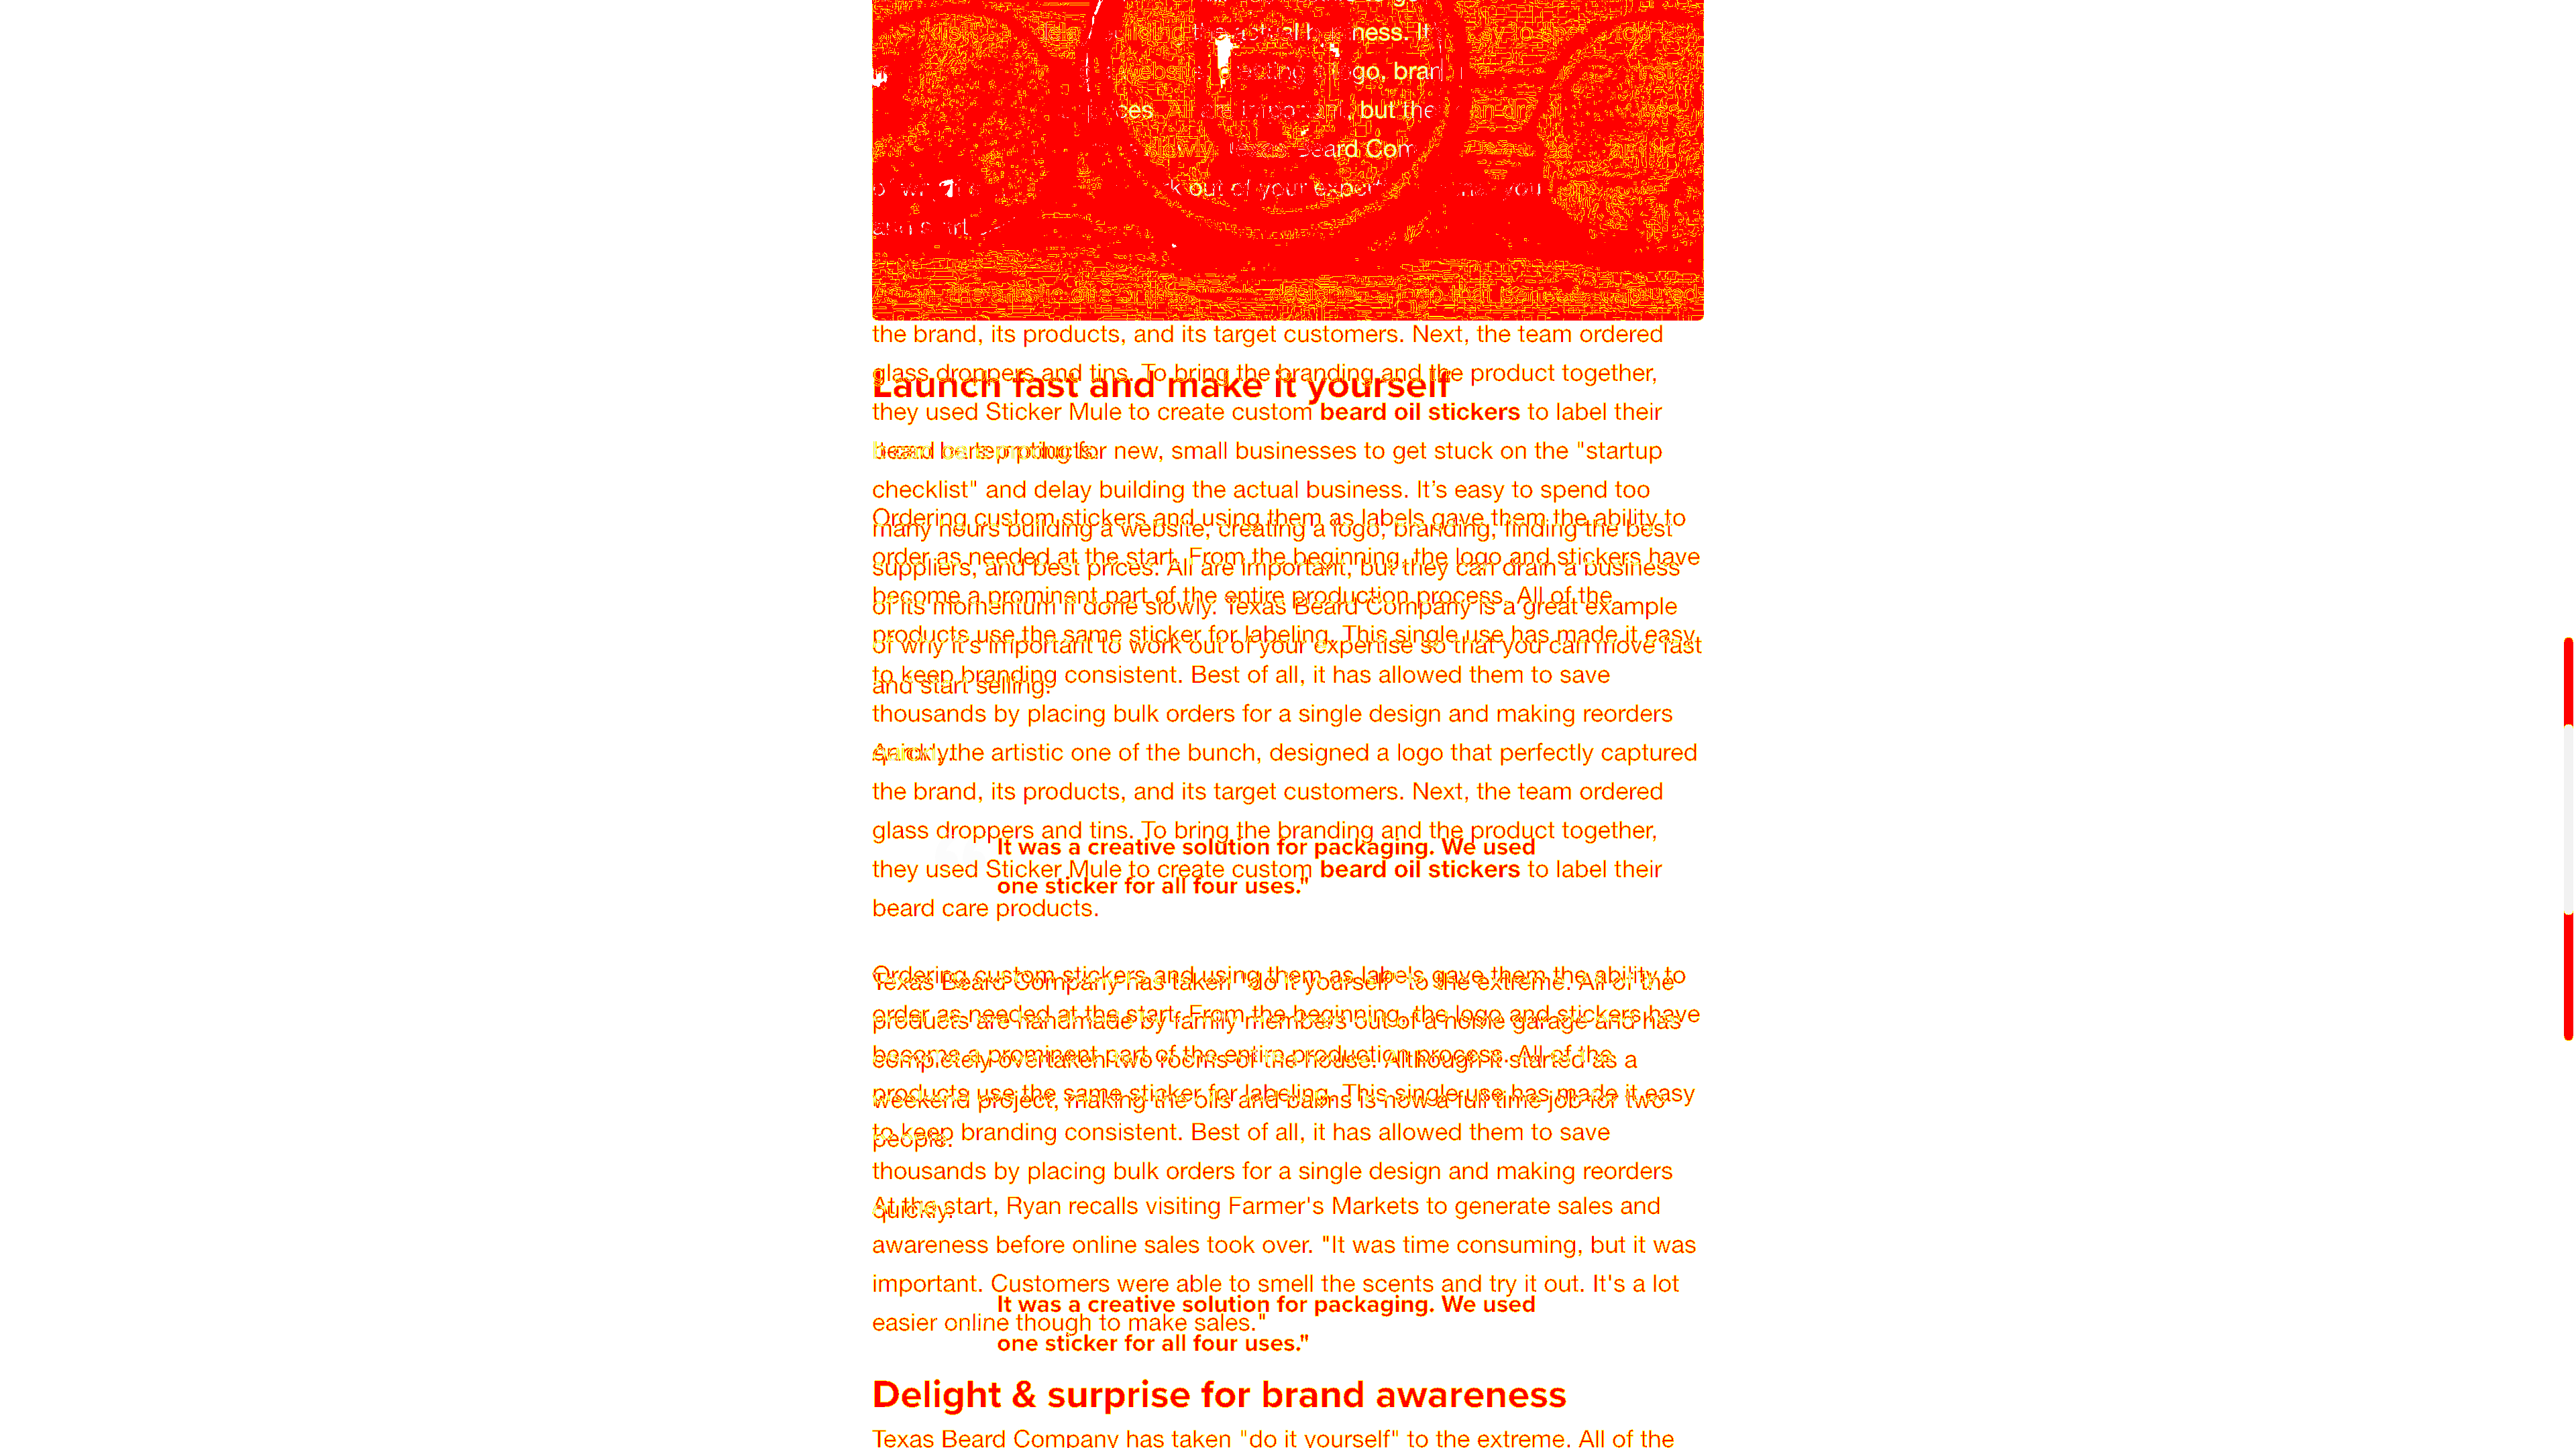 ness. It
go, bran
but the
Beard Com
work out of your expert you
and start
the brand, its products, and its target customers. Next, the team ordered
glass droppers and tins. To bring the branding and the product together,
Launch fast and make it yourself
they used Sticker Mule to create custom beard oil stickers to label their
for new, small businesses to get stuck on the "startup
checklist" and delay building the actual business. It's easy to spend too
Ordering custom stickers and using them as labels gave them the ability to
many hours building a website, creating a logo, branding, finding the best
order as needed at the start. From the beginning, the logo and stickers have
suppliers, and best prices. All are important, but they can drain a business
become a prominent part of the entire production process. All of the
of its momentum if done slowly. Texas Beard Company is a great example
products use the same sticker for labeling. This single use has made it easy
of why it's important to work out of your expertise so that you can move fast
to keep branding consistent. Best of all, it has allowed them to save
and start selling.
thousands by placing bulk orders for a single design and making reorders
quickly.
the artistic one of the bunch, designed a logo that perfectly captured
the brand, its products, and its target customers. Next, the team ordered
glass droppers and tins. To bring the branding and the product together,
It was a creative solution for packaging. We used
they used Sticker Mule to create custom beard oil stickers to label their
one sticker for all four uses."
beard care products.
Ordering custom stickers and using them as labels gave them the ability to
Texas Beard Company has taken "do it yourself" to the extreme. All of the
order as needed at the start. From the beginning, the logo and stickers have
products are handmade by family members out of a home garage and has
become a prominent part of the entire production process. All of the
completely overtaken two rooms of the house. Although it started as a
products use the same sticker for labeling. This single use has made it easy
weekend project, making the oils and balms is now a full time job for two
to keep branding consistent. Best of all, it has allowed them to save
people.
thousands by placing bulk orders for a single design and making reorders
At the start, Ryan recalls visiting Farmer's Markets to generate sales and
quickly.
awareness before online sales took over. "It was time consuming, but it was
important. Customers were able to smell the scents and try it out. It's a lot
It was a creative solution for packaging. We used
easier online though to make sales."
one sticker for all four uses."
Delight & surprise for brand awareness
Texas Beard Company has taken "do it yourself" to the extreme. All of the